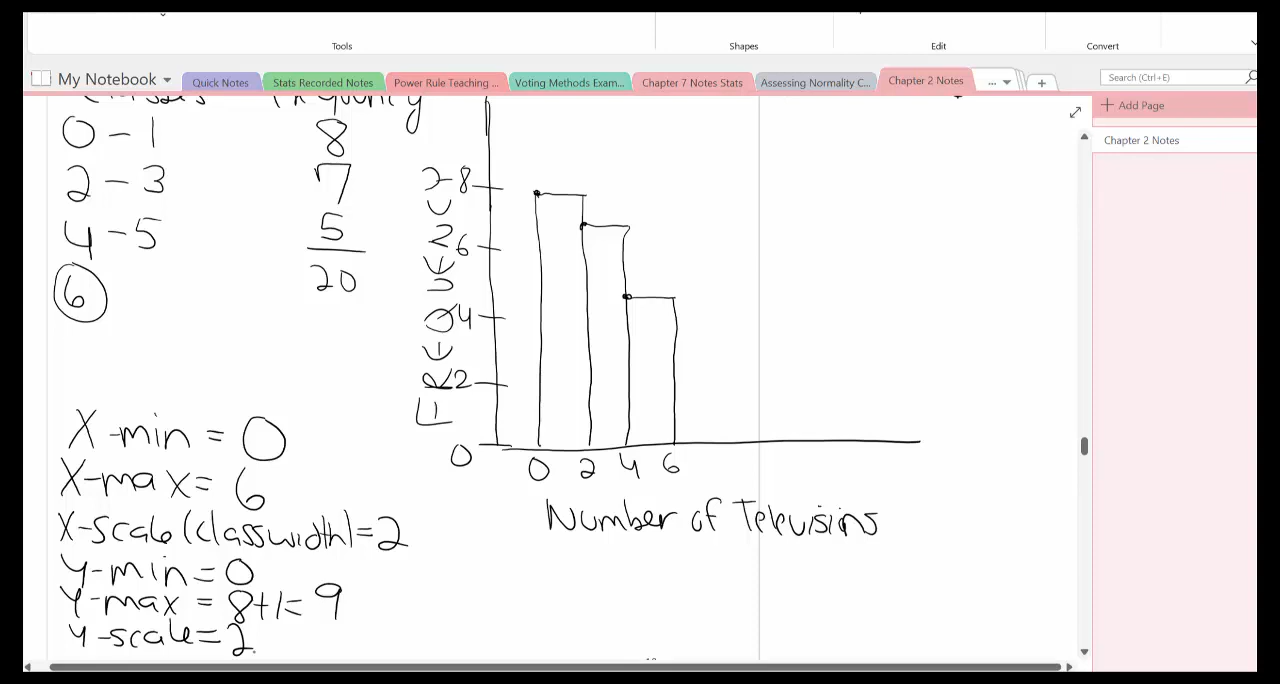 Tools Shapes Edit Convert
My Notebook Quick Notes Stats Recorded Notes Power Rule Teaching ... Voting Methods Exam... Chapter 7 Notes Stats Assessing Normality C... Chapter 2 Notes ... + Search (Ctrl+E)
+ Add Page
Chapter 2 Notes
0 - 1 8
2 - 3 7
4 - 5 5
6 20
8
6
4
2
0
0 2 4 6
Number of Televisins
X-min = 0
X-max = 6
X-scale (classwidth) = 2
Y-min = 0
Y-max = 8+1= 9
Y-scale = 2